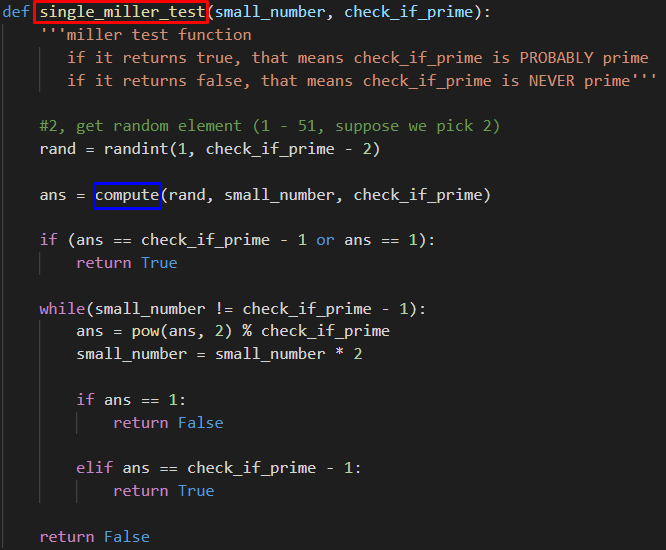 def single_miller_test(small_number, check_if_prime):
'''miller test function
if it returns true, that means check_if_prime is PROBABLY prime
if it returns false, that means check_if_prime is NEVER prime'''
#2, get random element (1 - 51, suppose we pick 2)
rand = randint(1, check_if_prime - 2)
ans = compute(rand, small_number, check_if_prime)
if (ans == check_if_prime - 1 or ans == 1):
return True
while(small_number != check_if_prime - 1):
ans = pow(ans, 2) % check_if_prime
small_number = small_number * 2
if ans == 1:
return False
elif ans == check_if_prime - 1:
return True
return False